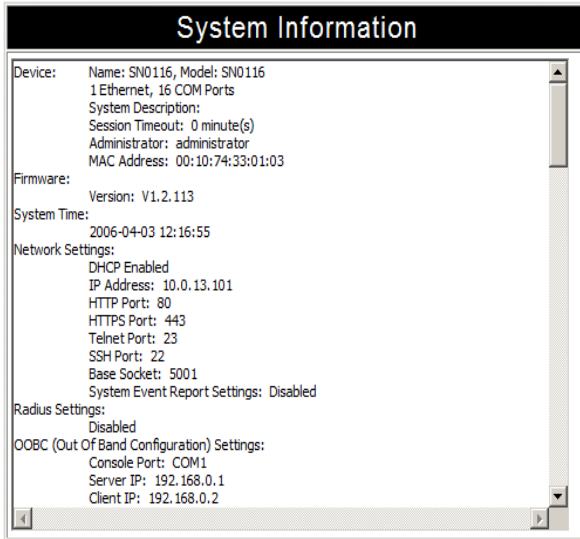 System Information
Device: Name: SN0116, Model: SN0116
1 Ethernet, 16 COM Ports
System Description:
Session Timeout: 0 minute(s)
Administrator: administrator
MAC Address: 00:10:74:33:01:03
Firmware:
Version: V1.2.113
System Time:
2006-04-03 12:16:55
Network Settings:
DHCP Enabled
IP Address: 10.0.13.101
HTTP Port: 80
HTTPS Port: 443
Telnet Port: 23
SSH Port: 22
Base Socket: 5001
System Event Report Settings: Disabled
Radius Settings:
Disabled
OOBC (Out Of Band Configuration) Settings:
Console Port: COM1
Server IP: 192.168.0.1
Client IP: 192.168.0.2